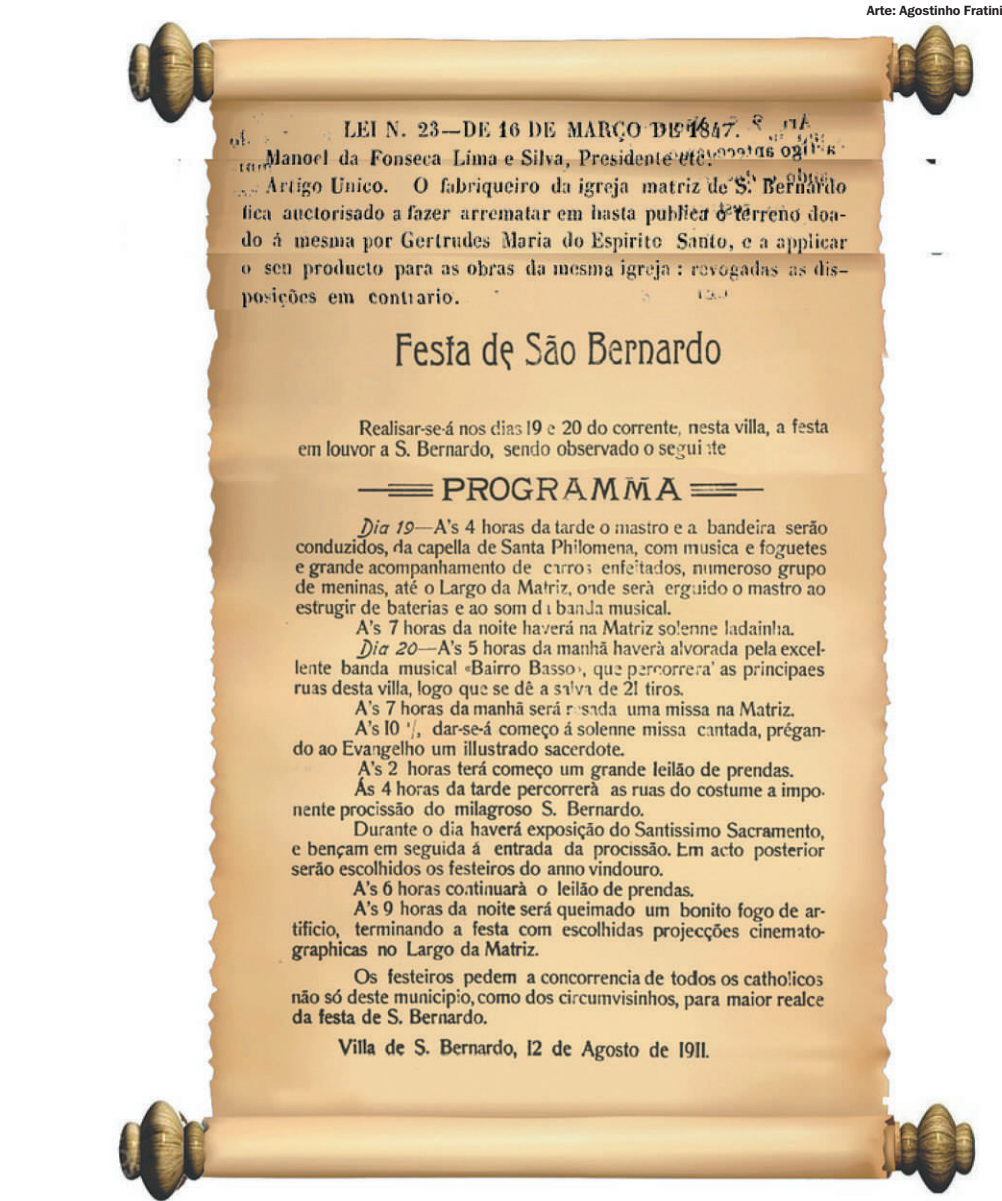 Arte: Agostinho Fratini
LEI N. 23—DE 16 DE MARÇO DE 1847.
Manoel da Fonseca Lima e Silva, Presidente etc.
Artigo Unico. O fabriqueiro da igreja matriz de S. Bernardo
fica auctorisado a fazer arrematar em hasta publica o terreno doa-
do á mesma por Gertrudes Maria do Espirito Santo, e a applicar
o seu producto para as obras da mesma igreja : revogadas as dis-
posições em contrario.
Festa de São Bernardo
Realisar-se-á nos dias 19 e 20 do corrente, nesta villa, a festa
em louvor a S. Bernardo, sendo observado o seguinte
PROGRAMMA
Dia 19—A's 4 horas da tarde o mastro e a bandeira serão
conduzidos, da capella de Santa Philomena, com musica e foguetes
e grande acompanhamento de carros enfeitados, numeroso grupo
de meninas, até o Largo da Matriz, onde serà erguido o mastro ao
estrugir de baterias e ao som da banda musical.
A's 7 horas da noite haverá na Matriz solenne ladainha.
Dia 20—A's 5 horas da manhã haverà alvorada pela excel-
lente banda musical «Bairro Basso», que percorrera' as principaes
ruas desta villa, logo que se dê a salva de 21 tiros.
A's 7 horas da manhã será resada uma missa na Matriz.
A's 10 dar-se-á começo á solenne missa cantada, prégan-
do ao Evangelho um illustrado sacerdote.
A's 2 horas terá começo um grande leilão de prendas.
Ás 4 horas da tarde percorrerà as ruas do costume a impo-
nente procissão do milagroso S. Bernardo.
Durante o dia haverá exposição do Santissimo Sacramento,
e bençam em seguida á entrada da procissão. Em acto posterior
serão escolhidos os festeiros do anno vindouro.
A's 6 horas continuarà o leilão de prendas.
A's 9 horas da noite será queimado um bonito fogo de ar-
tificio, terminando a festa com escolhidas projecções cinemato-
graphicas no Largo da Matriz.
Os festeiros pedem a concorrencia de todos os catholicos
não só deste municipio, como dos circumvisinhos, para maior realce
da festa de S. Bernardo.
Villa de S. Bernardo, 12 de Agosto de 1911.